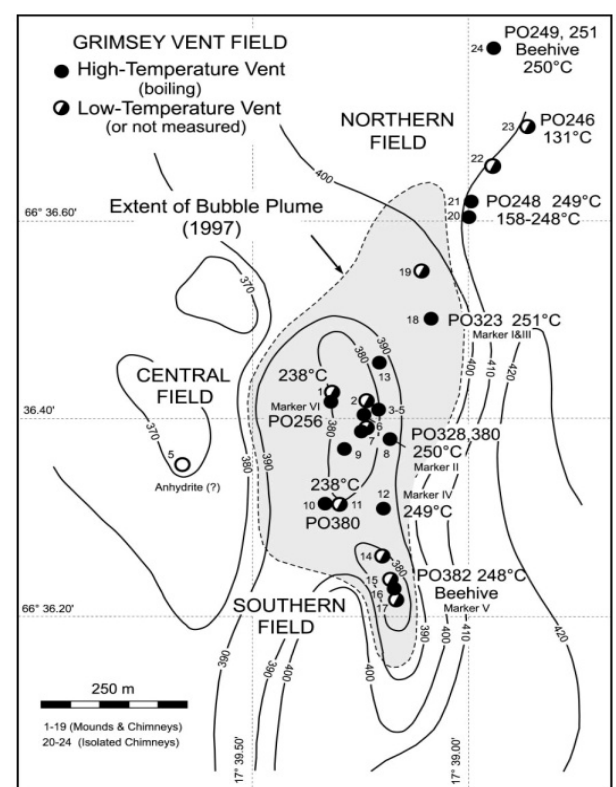 GRIMSEY VENT FIELD
High-Temperature Vent
(boiling)
Low-Temperature Vent
(or not measured)
PO249, 251
24 Beehive
250°C
NORTHERN
FIELD
23 PO246
131°C
22
400
66° 36.60'
21 PO248 249°C
20 158-248°C
Extent of Bubble Plume
(1997)
370
19
18 PO323 251°C
Marker I&III
390
380
400
410
420
13
CENTRAL
FIELD
238°C
1
2
3-5
36.40'
Marker VI
PO256
380
6
7
8
9
PO328,380
250°C
Marker II
370
5
Anhydrite (?)
380
390
238°C
10
11
PO380
12
Marker IV
249°C
14
380
15
16
17
PO382 248°C
Beehive
Marker V
66° 36.20'
SOUTHERN
FIELD
390
390
400
400
390
400
410
420
250 m
1-19 (Mounds & Chimneys)
20-24 (Isolated Chimneys)
17° 39.50'
17° 39.00'